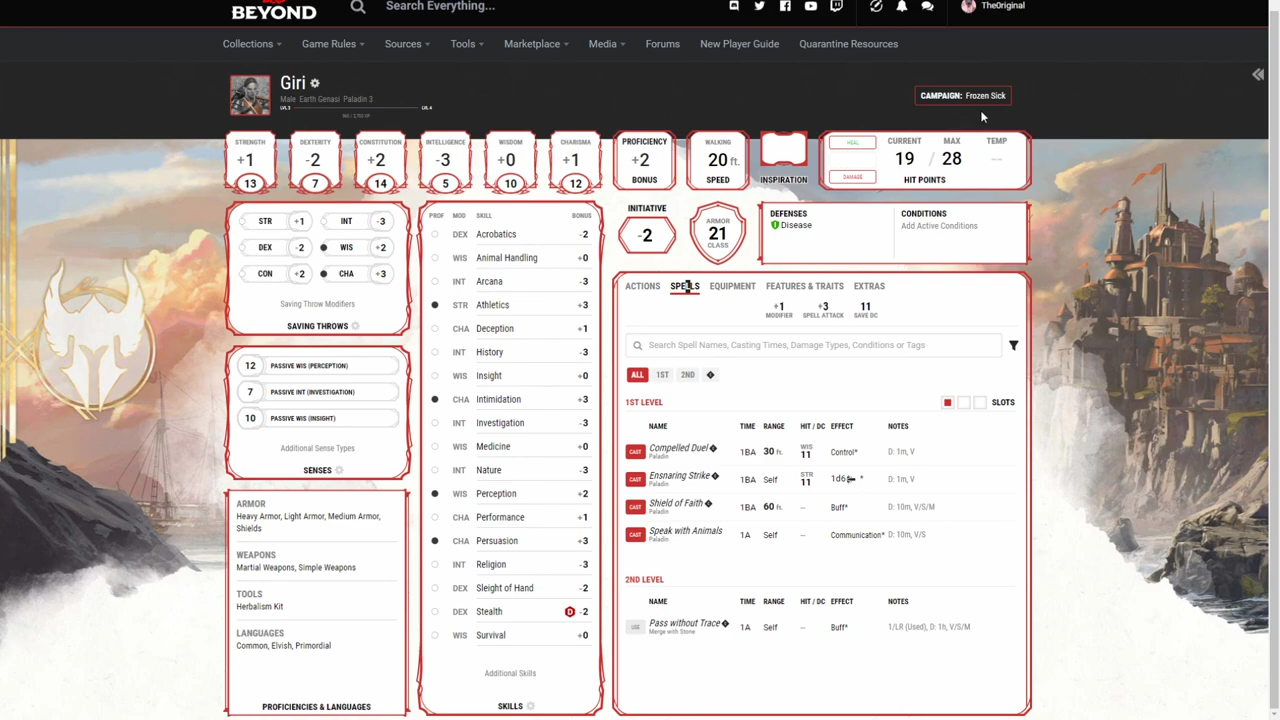 BEYOND
Search Everything...
TheOriginal
Collections
Game Rules
Sources
Tools
Marketplace
Media
Forums
New Player Guide
Quarantine Resources
Giri
Male Earth Genasi Paladin 3
LVL 3
LVL 4
CAMPAIGN: Frozen Sick
STRENGTH
+1
13
DEXTERITY
-2
7
CONSTITUTION
+2
14
INTELLIGENCE
-3
5
WISDOM
+0
10
CHARISMA
+1
12
PROFICIENCY
+2
BONUS
WALKING
20 ft.
SPEED
INSPIRATION
HEAL
DAMAGE
CURRENT MAX TEMP
19 / 28 --
HIT POINTS
STR +1 INT -3
DEX -2 WIS +2
CON +2 CHA +3
Saving Throw Modifiers
SAVING THROWS
12 PASSIVE WIS (PERCEPTION)
7 PASSIVE INT (INVESTIGATION)
10 PASSIVE WIS (INSIGHT)
Additional Sense Types
SENSES
ARMOR
Heavy Armor, Light Armor, Medium Armor,
Shields
WEAPONS
Martial Weapons, Simple Weapons
TOOLS
Herbalism Kit
LANGUAGES
Common, Elvish, Primordial
PROFICIENCIES & LANGUAGES
PROF MOD SKILL BONUS
DEX Acrobatics -2
WIS Animal Handling +0
INT Arcana -3
STR Athletics +3
CHA Deception +1
INT History -3
WIS Insight +0
CHA Intimidation +3
INT Investigation -3
WIS Medicine +0
INT Nature -3
WIS Perception +2
CHA Performance +1
CHA Persuasion +3
INT Religion -3
DEX Sleight of Hand -2
DEX Stealth D -2
WIS Survival +0
Additional Skills
SKILLS
INITIATIVE
-2
ARMOR
21
CLASS
DEFENSES
Disease
CONDITIONS
Add Active Conditions
ACTIONS SPELLS EQUIPMENT FEATURES & TRAITS EXTRAS
+1 +3 11
MODIFIER SPELL ATTACK SAVE DC
Search Spell Names, Casting Times, Damage Types, Conditions or Tags
ALL 1ST 2ND
1ST LEVEL SLOTS
NAME TIME RANGE HIT / DC EFFECT NOTES
CAST Compelled Duel Paladin 1BA 30 ft. WIS 11 Control* D: 1m, V
CAST Ensnaring Strike Paladin 1BA Self STR 11 1d6 * D: 1m, V
CAST Shield of Faith Paladin 1BA 60 ft. -- Buff* D: 10m, V/S/M
CAST Speak with Animals Paladin 1A Self -- Communication* D: 10m, V/S
2ND LEVEL
NAME TIME RANGE HIT / DC EFFECT NOTES
USE Pass without Trace Merge with Stone 1A Self -- Buff* 1/LR (Used), D: 1h, V/S/M